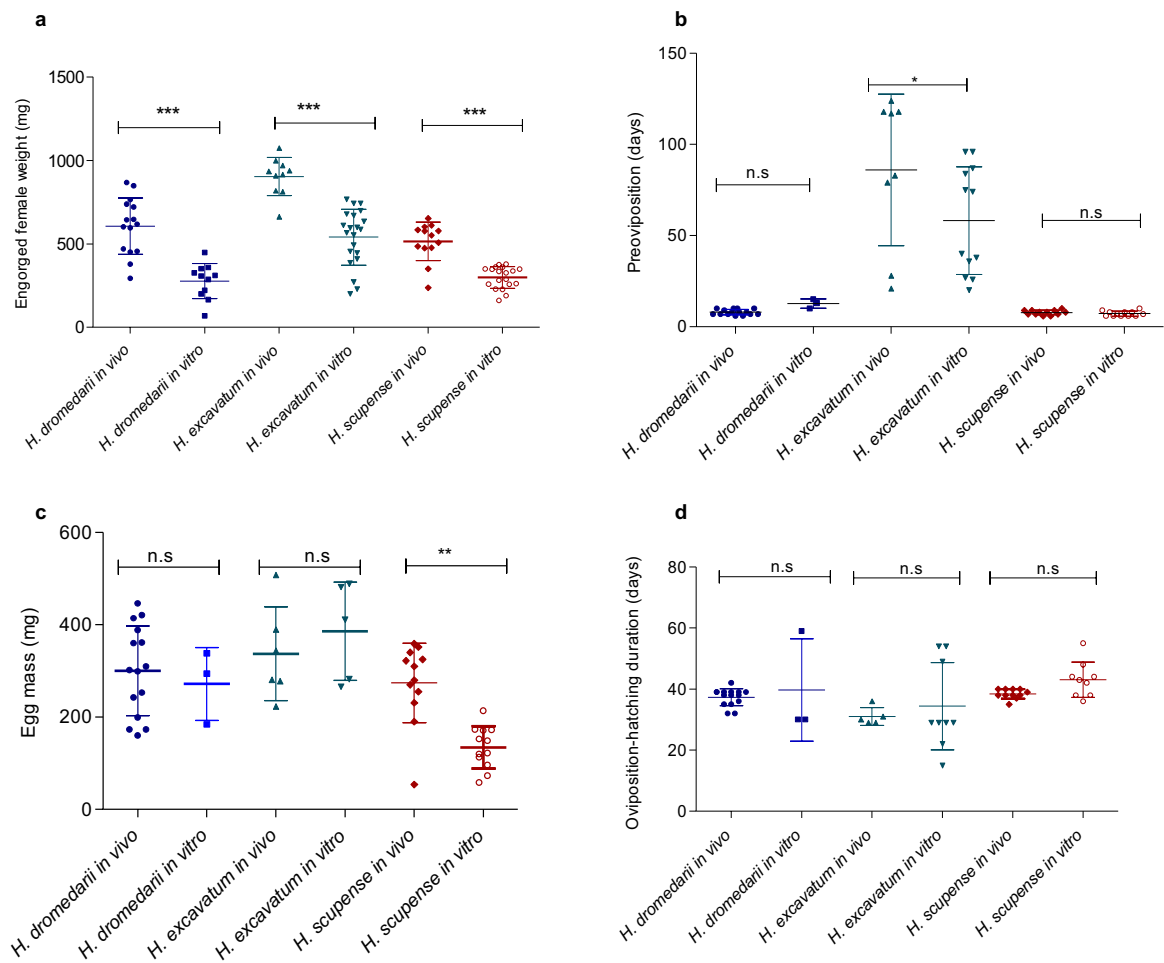 a
Engorged female weight (mg)
1500
1000
500
0
***
***
***
H. dromedarii in vivo
H. dromedarii in vitro
H. excavatum in vivo
H. excavatum in vitro
H. scupense in vivo
H. scupense in vitro
b
Preoviposition (days)
150
100
50
0
n.s
*
n.s
H. dromedarii in vivo
H. dromedarii in vitro
H. excavatum in vivo
H. excavatum in vitro
H. scupense in vivo
H. scupense in vitro
c
Egg mass (mg)
600
400
200
0
n.s
n.s
**
H. dromedarii in vivo
H. dromedarii in vitro
H. excavatum in vivo
H. excavatum in vitro
H. scupense in vivo
H. scupense in vitro
d
Oviposition-hatching duration (days)
80
60
40
20
0
n.s
n.s
n.s
H. dromedarii in vivo
H. dromedarii in vitro
H. excavatum in vivo
H. excavatum in vitro
H. scupense in vivo
H. scupense in vitro